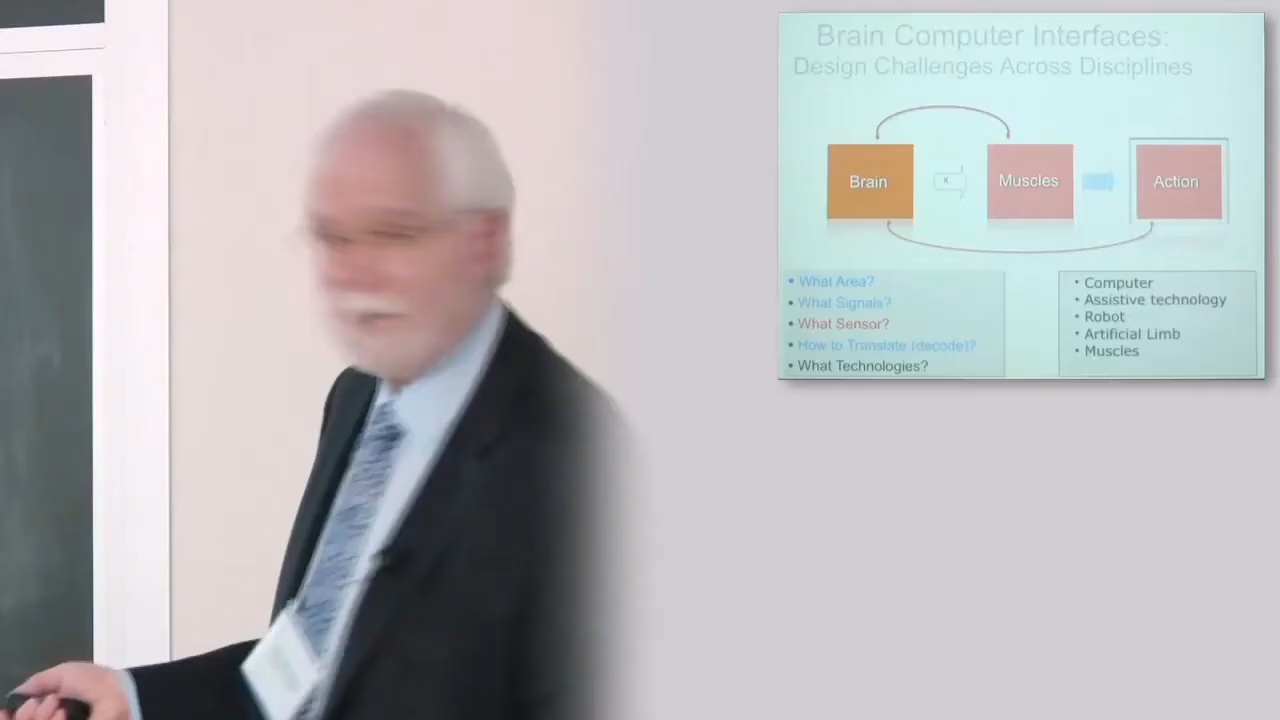 Brain Computer Interfaces:
Design Challenges Across Disciplines
Brain
x
Muscles
Action
• What Area?
• What Signals?
• What Sensor?
• How to Translate (decode)?
• What Technologies?
• Computer
• Assistive technology
• Robot
• Artificial Limb
• Muscles